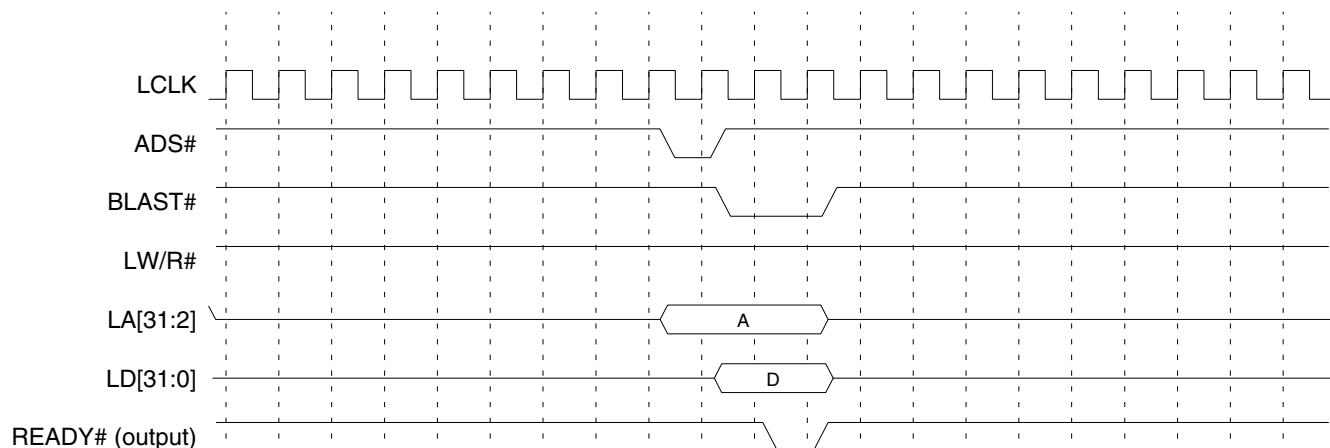 LCLK
ADS#
BLAST#
LW/R#
LA[31:2]
A
LD[31:0]
D
READY# (output)